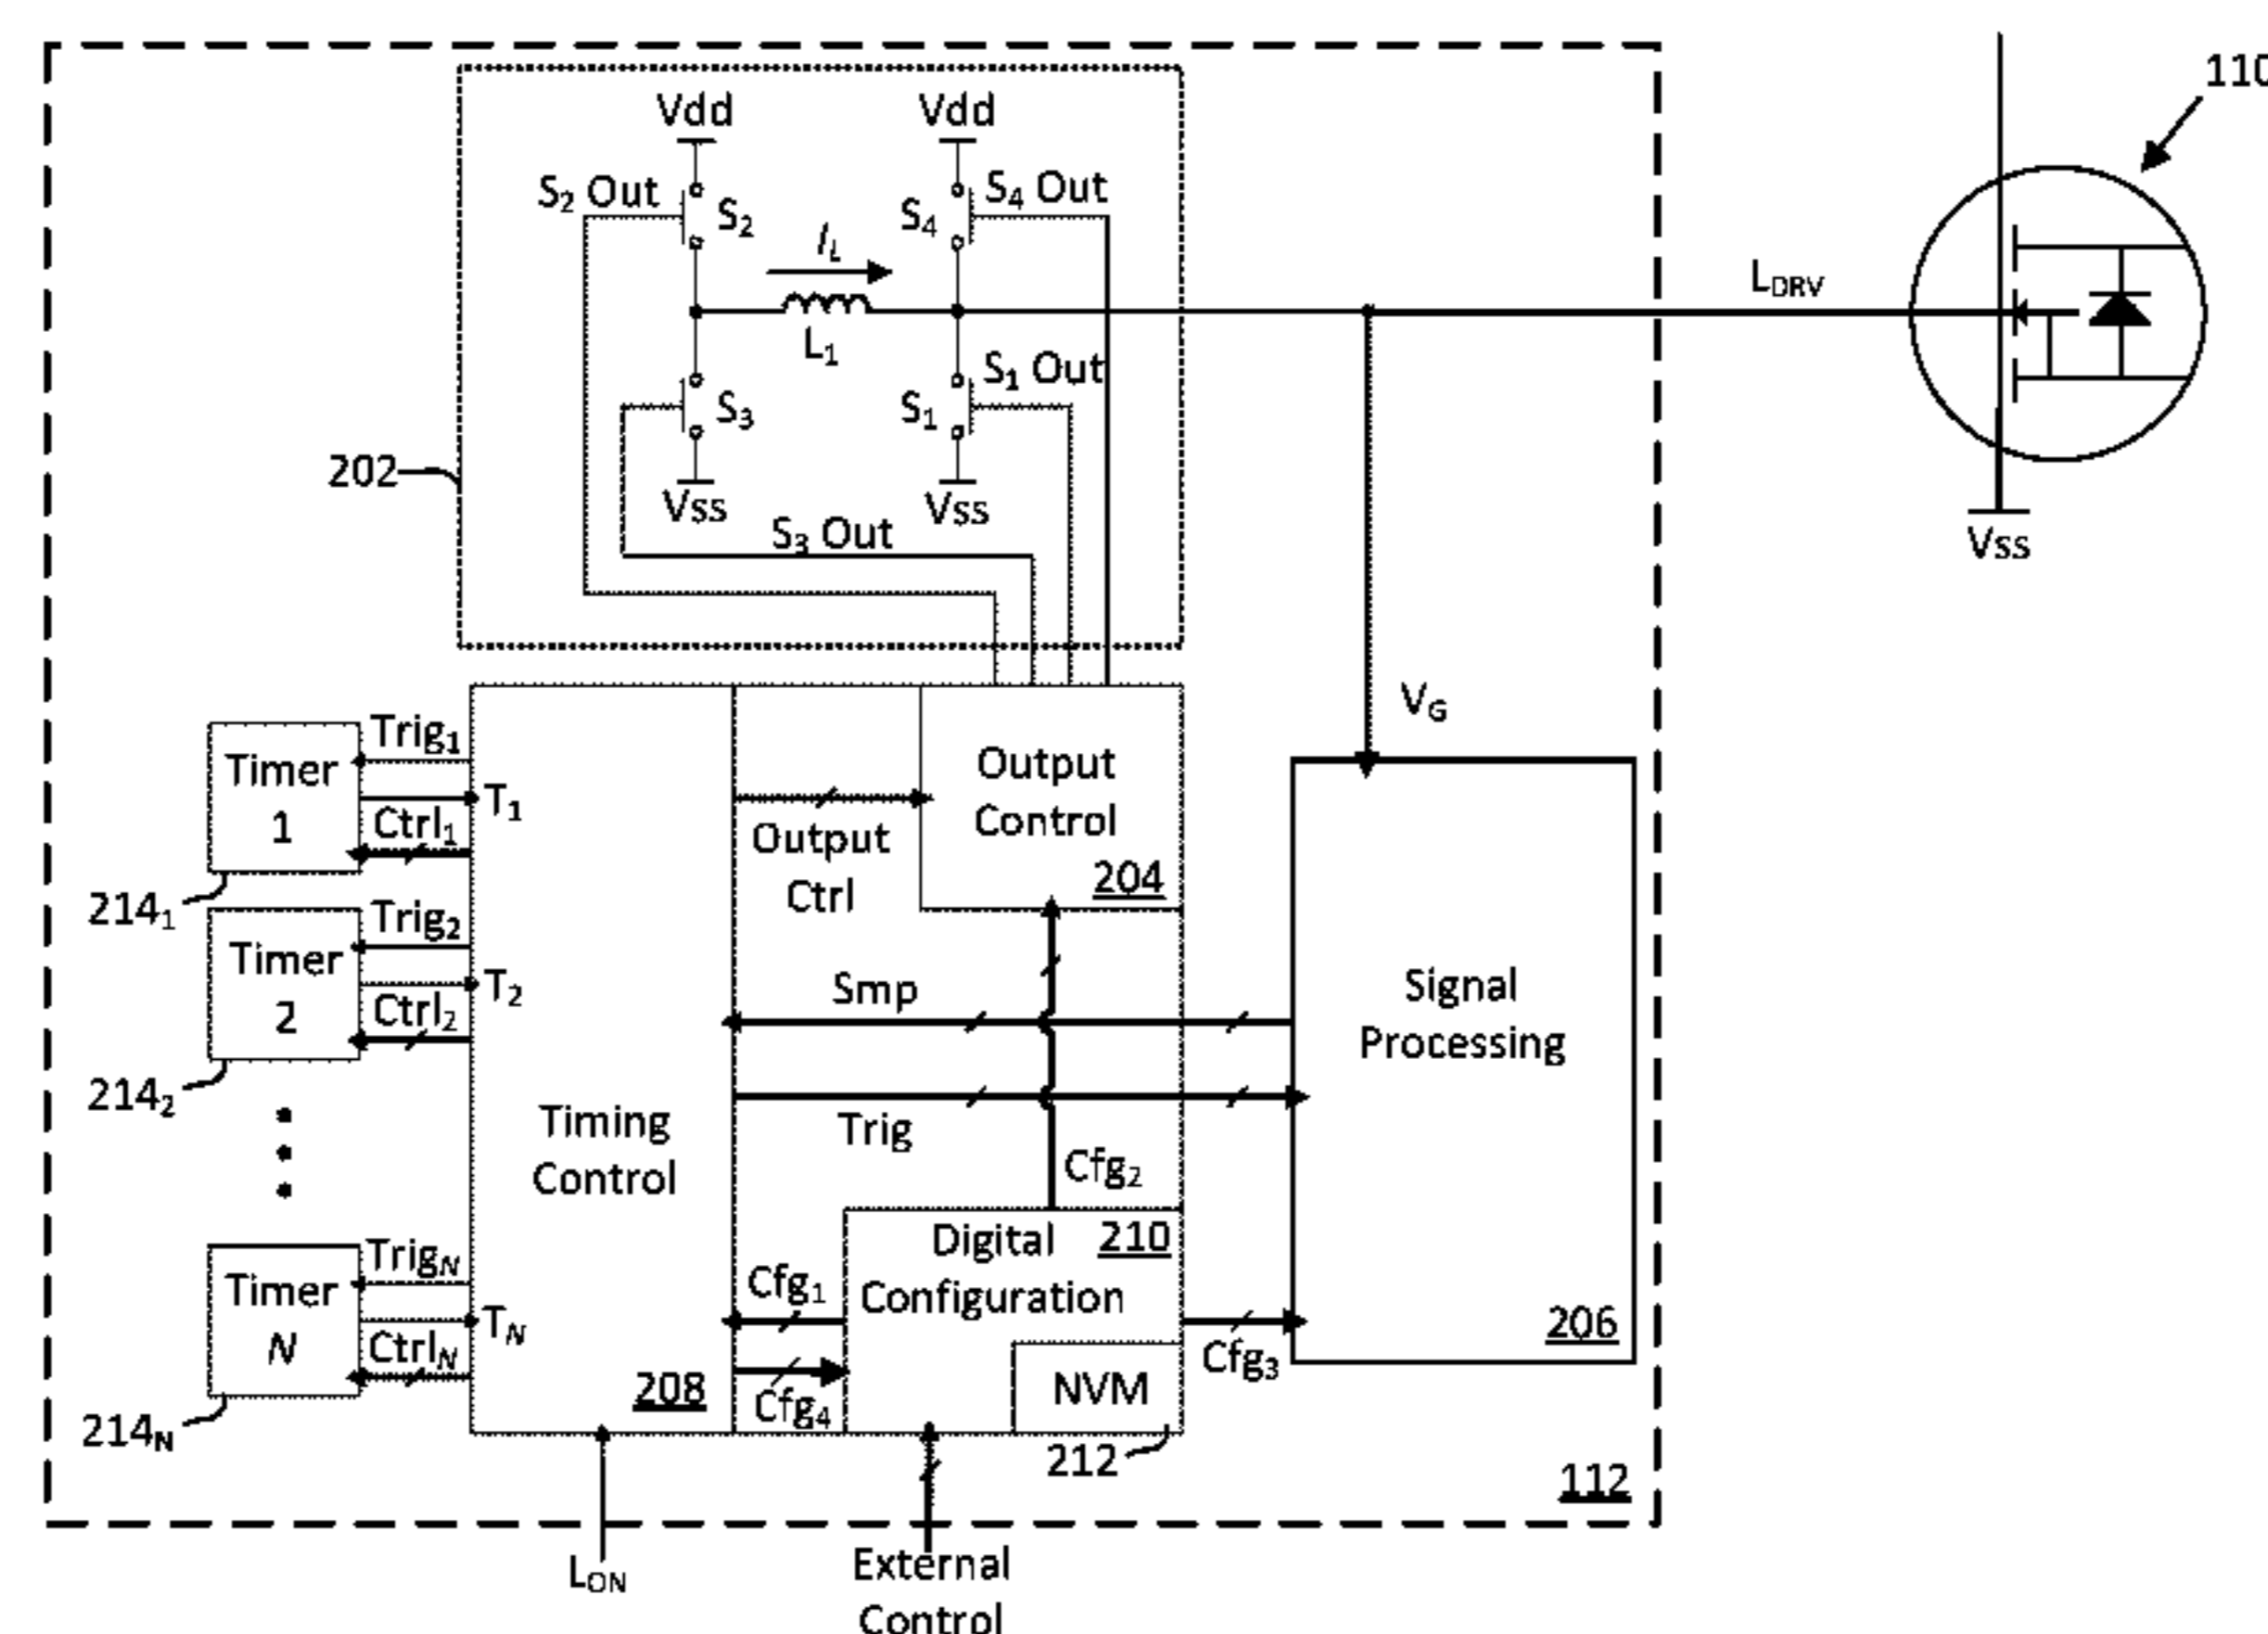 110
Vdd Vdd
S2 Out S2 S4 S4 Out
IL
LDRV
L1
S1 Out
S3 S1
202
Vss Vss
S3 Out
Vss
VG
Timer
1
Trig1
T1
Ctrl1
2141
Output
Ctrl
Output
Control
204
Timer
2
Trig2
T2
Ctrl2
2142
Smp
Signal
Processing
Trig
Timing
Control
Cfg2
Digital
Configuration
210
Timer
N
TrigN
TN
CtrlN
214N
Cfg1
Cfg4
208
NVM
212
Cfg3
206
112
LON
External
Control